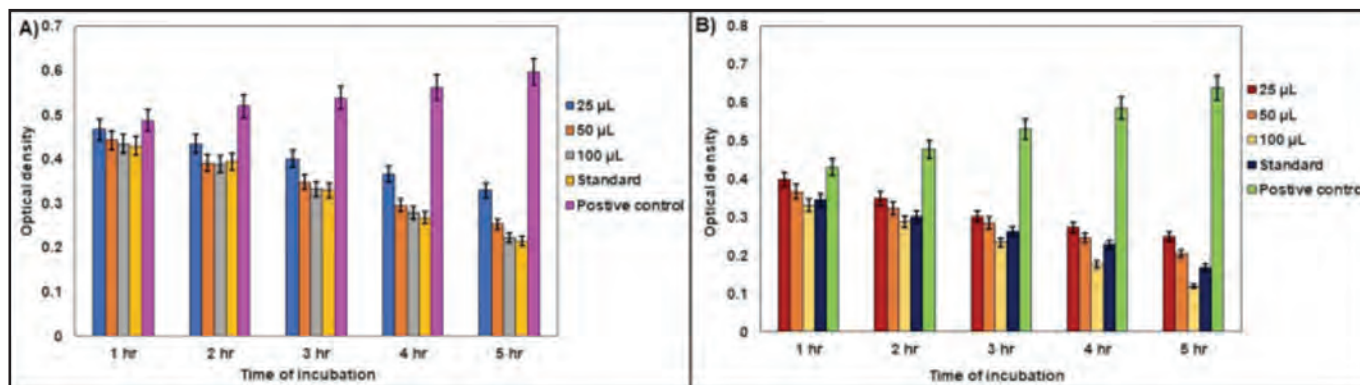 A)
0.7
0.6
0.5
0.4
0.3
0.2
0.1
0
Optical density
1 hr 2 hr 3 hr 4 hr 5 hr
Time of incubation
25 µL
50 µL
100 µL
Standard
Postive control
B)
0.8
0.7
0.6
0.5
0.4
0.3
0.2
0.1
0
Optical density
1 hr 2 hr 3 hr 4 hr 5 hr
Time of incubation
25 µL
50 µL
100 µL
Standard
Postive control